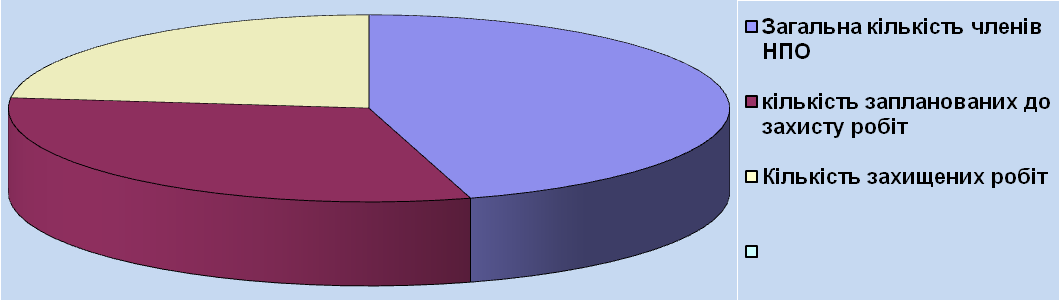 Загальна кількість членів
НПО
кількість запланованих до
захисту робіт
Кількість захищених робіт